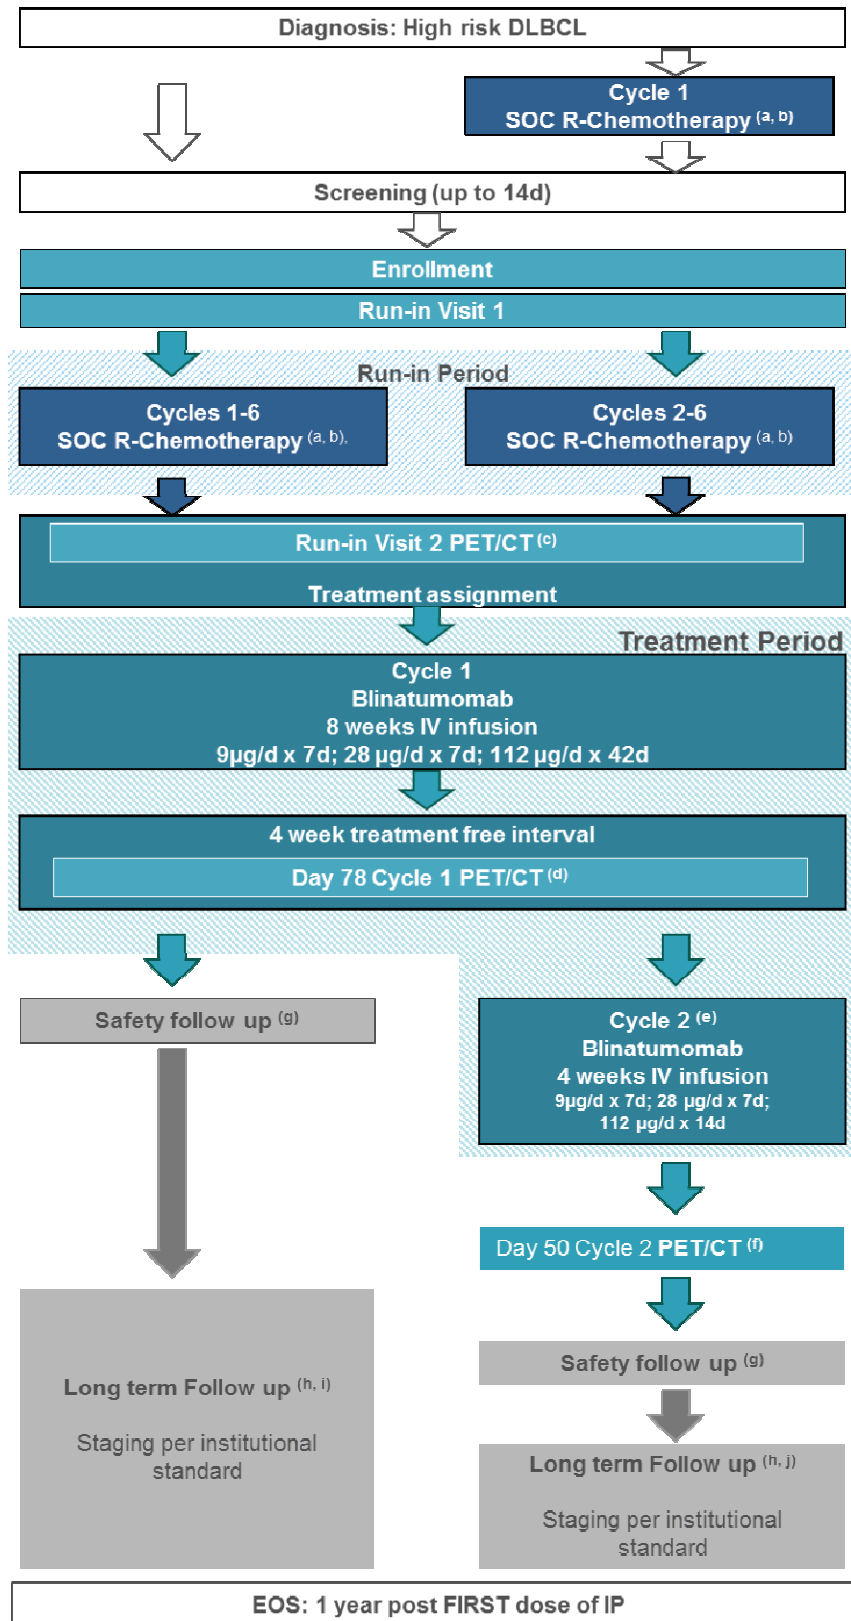 Diagnosis: High risk DLBCL
Cycle 1
SOC R-Chemotherapy (a, b)
Screening (up to 14d)
Enrollment
Run-in Visit 1
Run-in Period
Cycles 1-6
SOC R-Chemotherapy (a, b),
Cycles 2-6
SOC R-Chemotherapy (a, b)
Run-in Visit 2 PET/CT (c)
Treatment assignment
Treatment Period
Cycle 1
Blinatumomab
8 weeks IV infusion
9µg/d x 7d; 28 µg/d x 7d; 112 µg/d x 42d
4 week treatment free interval
Day 78 Cycle 1 PET/CT (d)
Safety follow up (g)
Cycle 2 (e)
Blinatumomab
4 weeks IV infusion
9µg/d x 7d; 28 µg/d x 7d;
112 µg/d x 14d
Day 50 Cycle 2 PET/CT (f)
Safety follow up (g)
Long term Follow up (h, i)
Staging per institutional
standard
Long term Follow up (h, j)
Staging per institutional
standard
EOS: 1 year post FIRST dose of IP